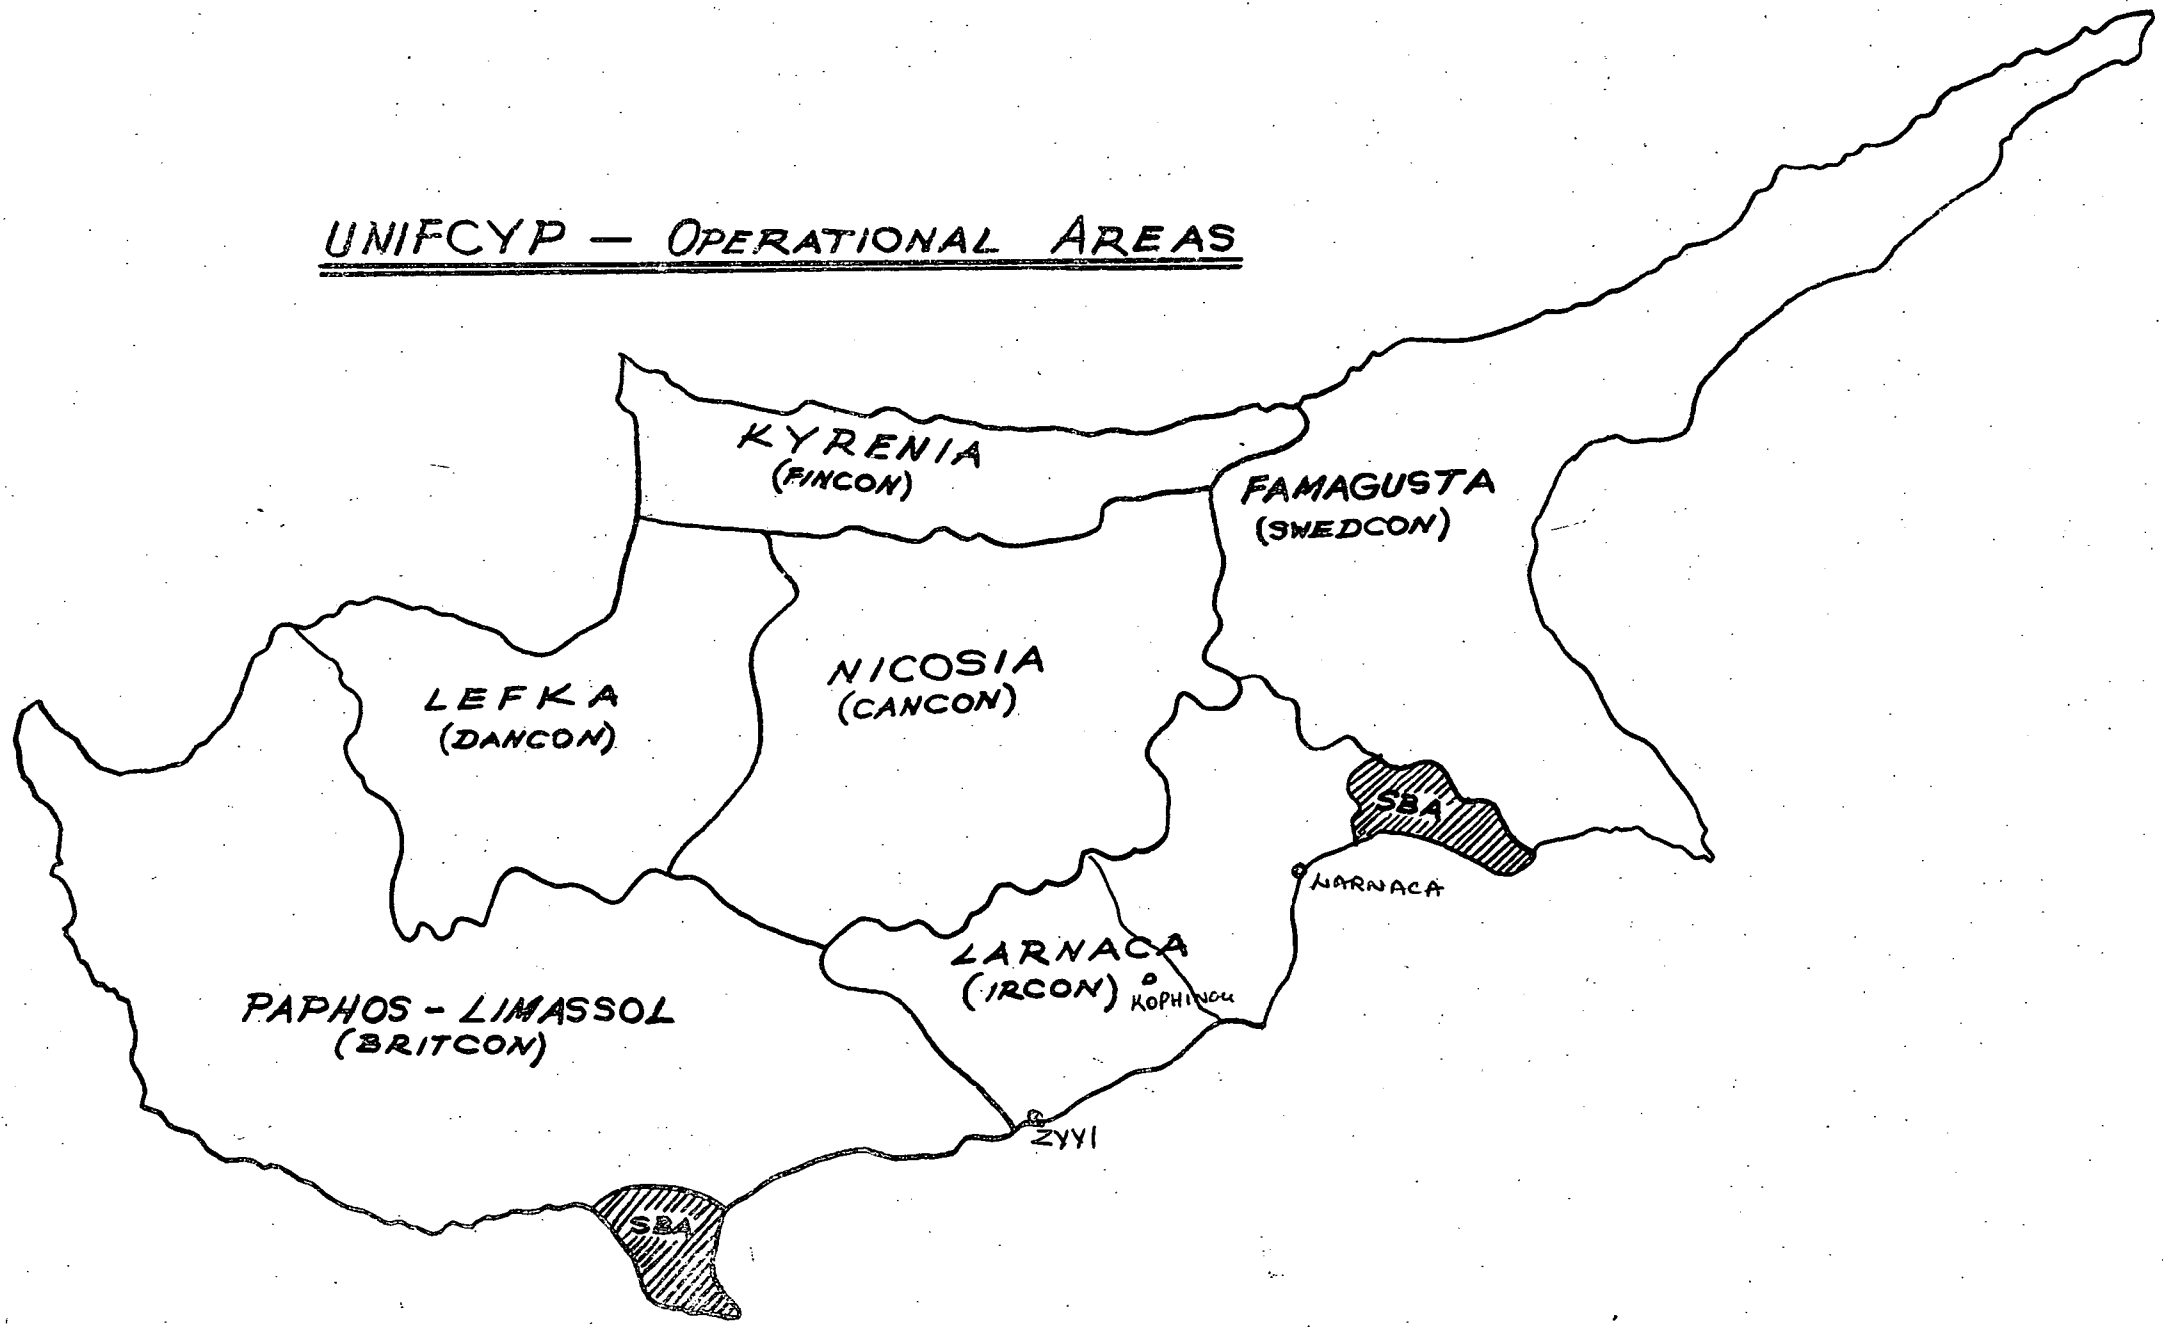 UNIFCYP — OPERATIONAL AREAS
KYRENIA
(FINCON)
FAMAGUSTA
(SWEDCON)
NICOSIA
(CANCON)
LEFKA
(DANCON)
SBA
LARNACA
LARNACA
(IRCON)
KOPHINOU
PAPHOS - LIMASSOL
(BRITCON)
ZYYI
SBA